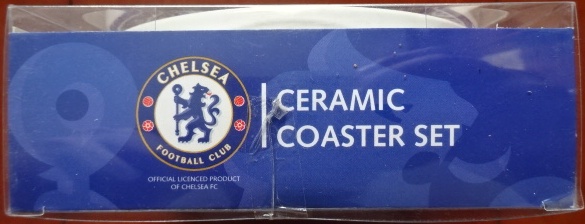 CHELSEA
FOOTBALL CLUB
OFFICIAL LICENCED PRODUCT
OF CHELSEA FC
CERAMIC
COASTER SET